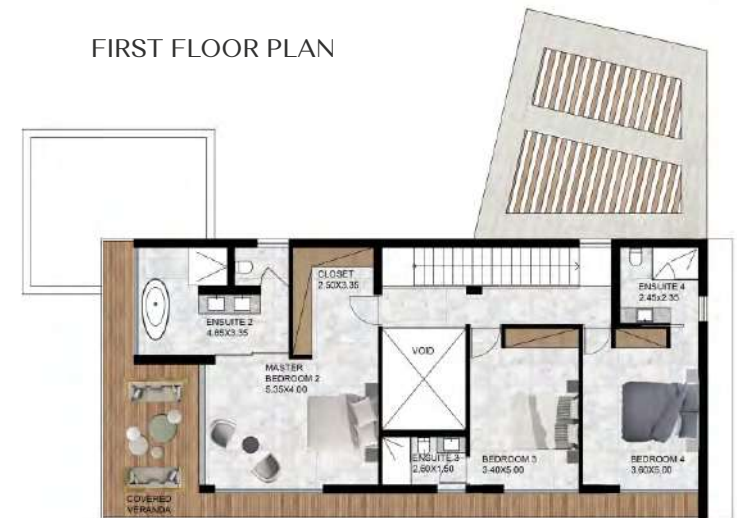 FIRST FLOOR PLAN
CLOSET
2.50X3.35
ENSUITE 4
2.45x2.35
ENSUITE 2
4.85X3.35
VOID
MASTER
BEDROOM 2
5.35X4.00
ENSUITE 3
2.60X1.50
BEDROOM 3
3.40X5.00
BEDROOM 4
3.60X5.00
COVERED
VERANDA